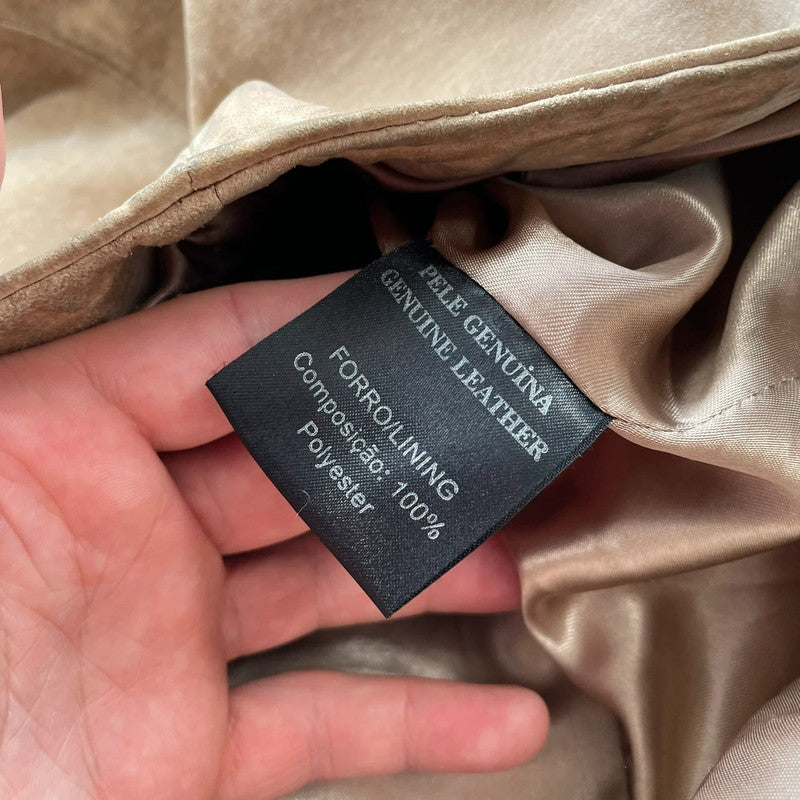 PELE GENUíNA
GENUINE LEATHER
FORRO/LINING
Composição: 100%
Polyester